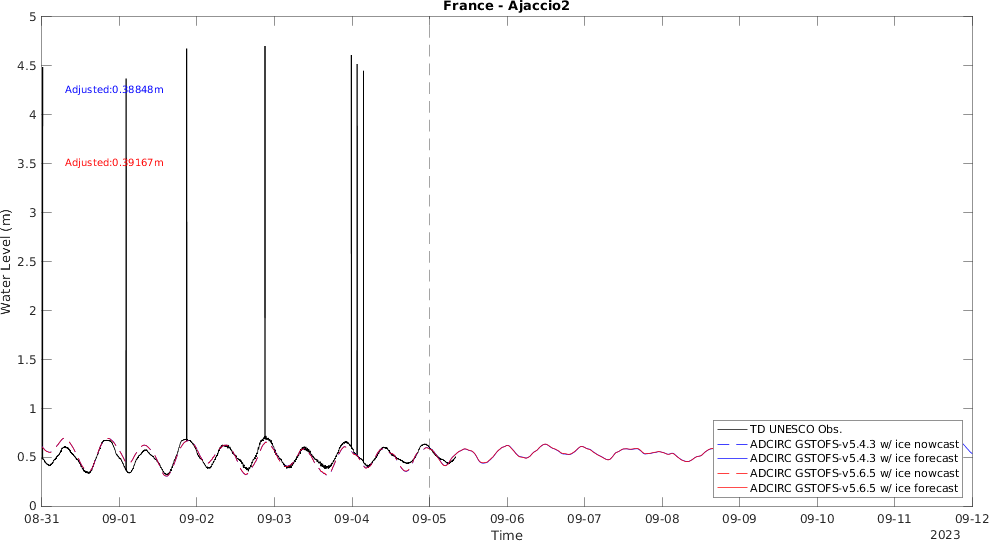 France - Ajaccio2
5
4.5
4
3.5
3
2.5
2
1.5
1
0.5
0
Water Level (m)
Adjusted:0.38848m
Adjusted:0.39167m
TD UNESCO Obs.
ADCIRC GSTOFS-v5.4.3 w/ ice nowcast
ADCIRC GSTOFS-v5.4.3 w/ ice forecast
ADCIRC GSTOFS-v5.6.5 w/ ice nowcast
ADCIRC GSTOFS-v5.6.5 w/ ice forecast
08-31 09-01 09-02 09-03 09-04 09-05 09-06 09-07 09-08 09-09 09-10 09-11 09-12
Time
2023